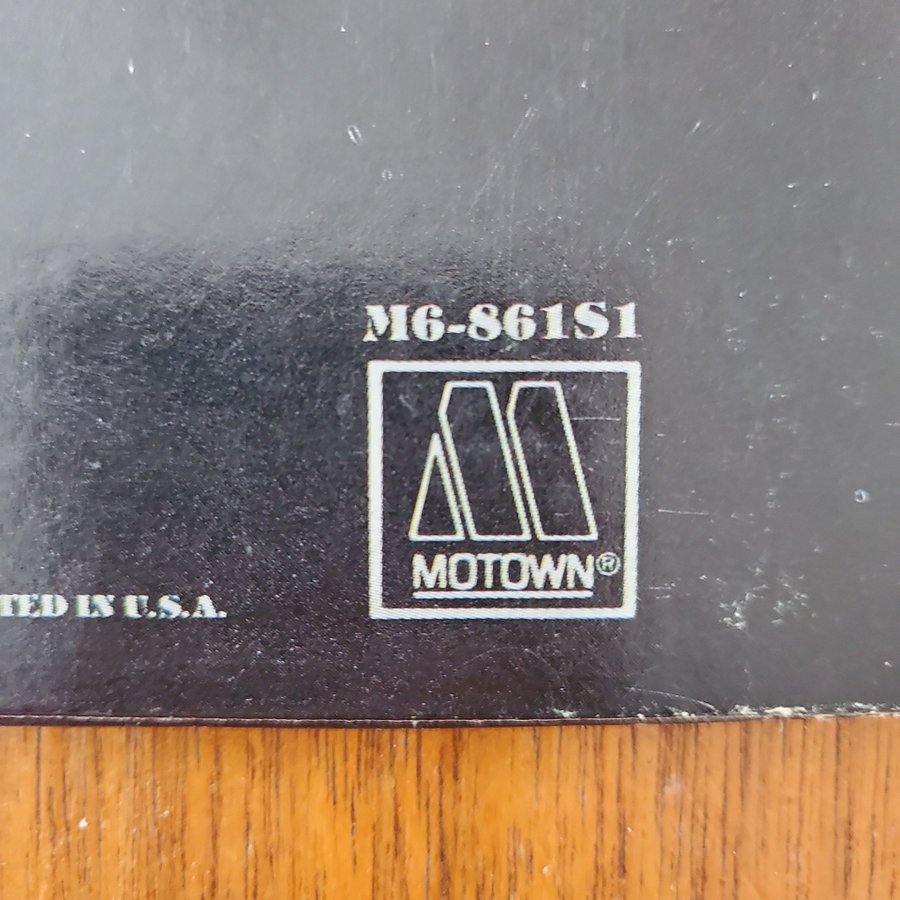 M6-861S1
MOTOWN®
TED IN U.S.A.